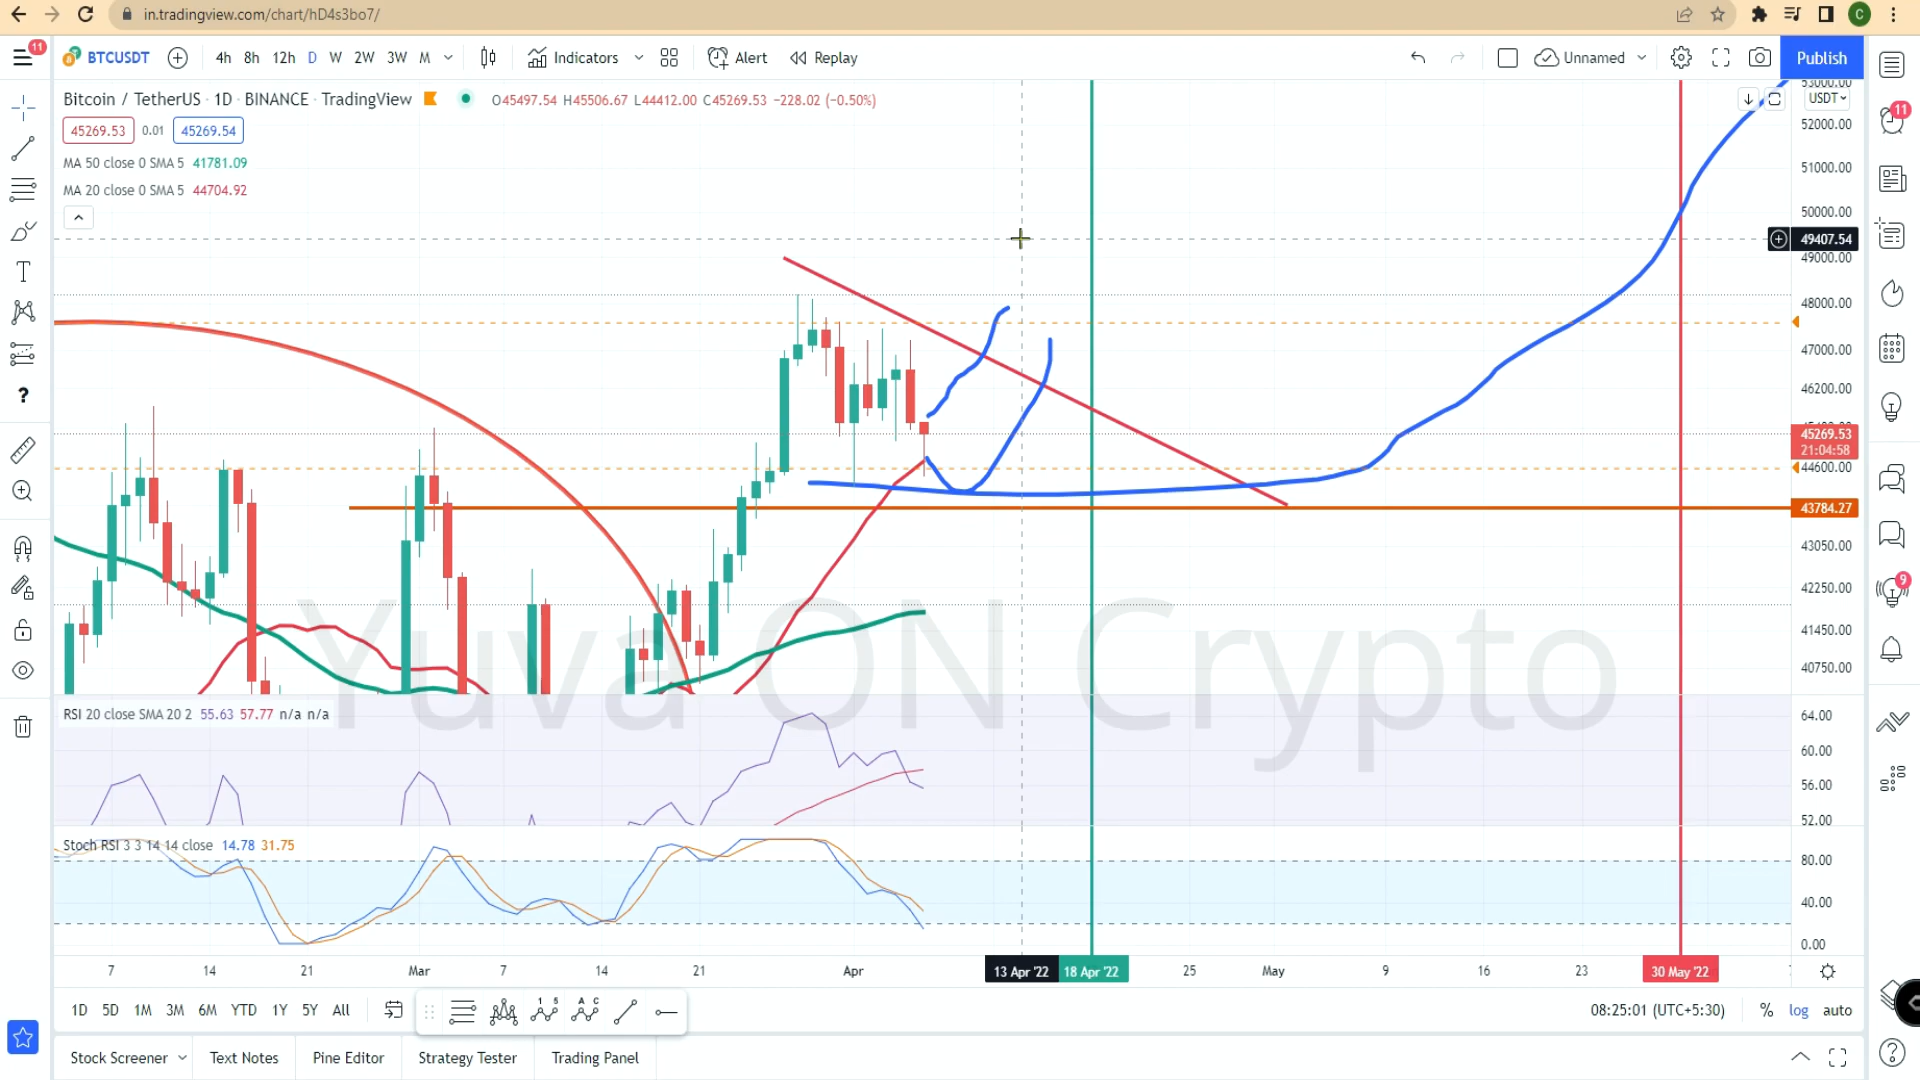 in.tradingview.com/chart/hD4s3bo7/
C
11
BTCUSDT 4h 8h 12h D W 2W 3W M Indicators Alert Replay Unnamed Publish
Bitcoin / TetherUS · 1D · BINANCE · TradingView O45497.54 H45506.67 L44412.00 C45269.53 −228.02 (−0.50%)
USDT
45269.53 0.01 45269.54
MA 50 close 0 SMA 5 41781.09
MA 20 close 0 SMA 5 44704.92
53000.00
52000.00
11
51000.00
50000.00
49407.54
49000.00
48000.00
47000.00
46200.00
45269.53
21:04:58
44600.00
43784.27
43050.00
42250.00
9
41450.00
40750.00
Yuva ON Crypto
RSI 20 close SMA 20 2 55.63 57.77 n/a n/a
64.00
60.00
56.00
52.00
Stoch RSI 3 3 14 14 close 14.78 31.75
80.00
40.00
0.00
7 14 21 Mar 7 14 21 Apr 13 Apr '22 18 Apr '22 25 May 9 16 23 30 May '22
1D 5D 1M 3M 6M YTD 1Y 5Y All
1 5
A C
08:25:01 (UTC+5:30) % log auto
Stock Screener Text Notes Pine Editor Strategy Tester Trading Panel